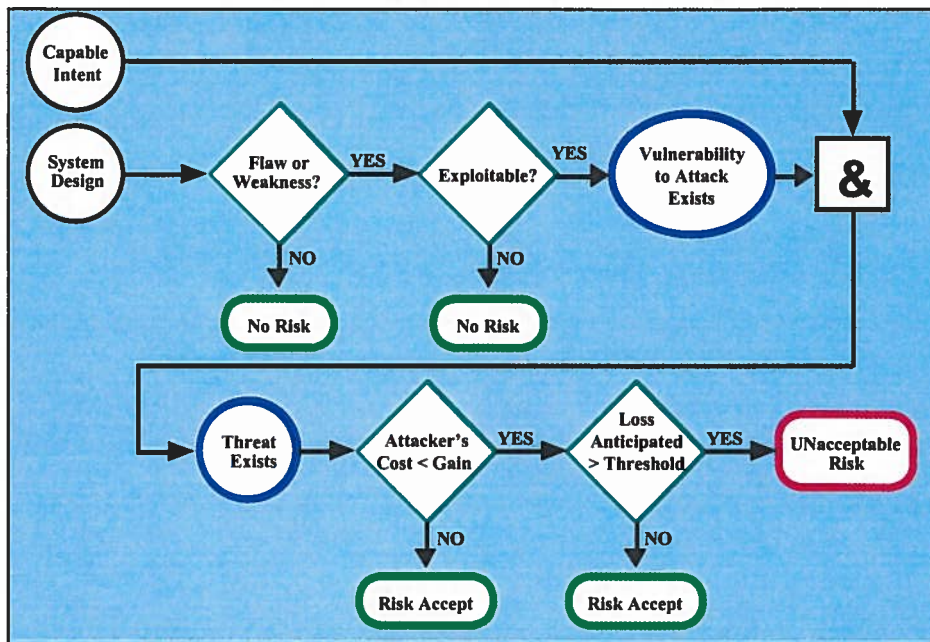 Capable
Intent
System
Design
Flaw or
Weakness?
YES
Exploitable?
YES
Vulnerability
to Attack
Exists
&
NO
No Risk
NO
No Risk
Threat
Exists
Attacker's
Cost < Gain
YES
Loss
Anticipated
> Threshold
YES
UNacceptable
Risk
NO
Risk Accept
NO
Risk Accept